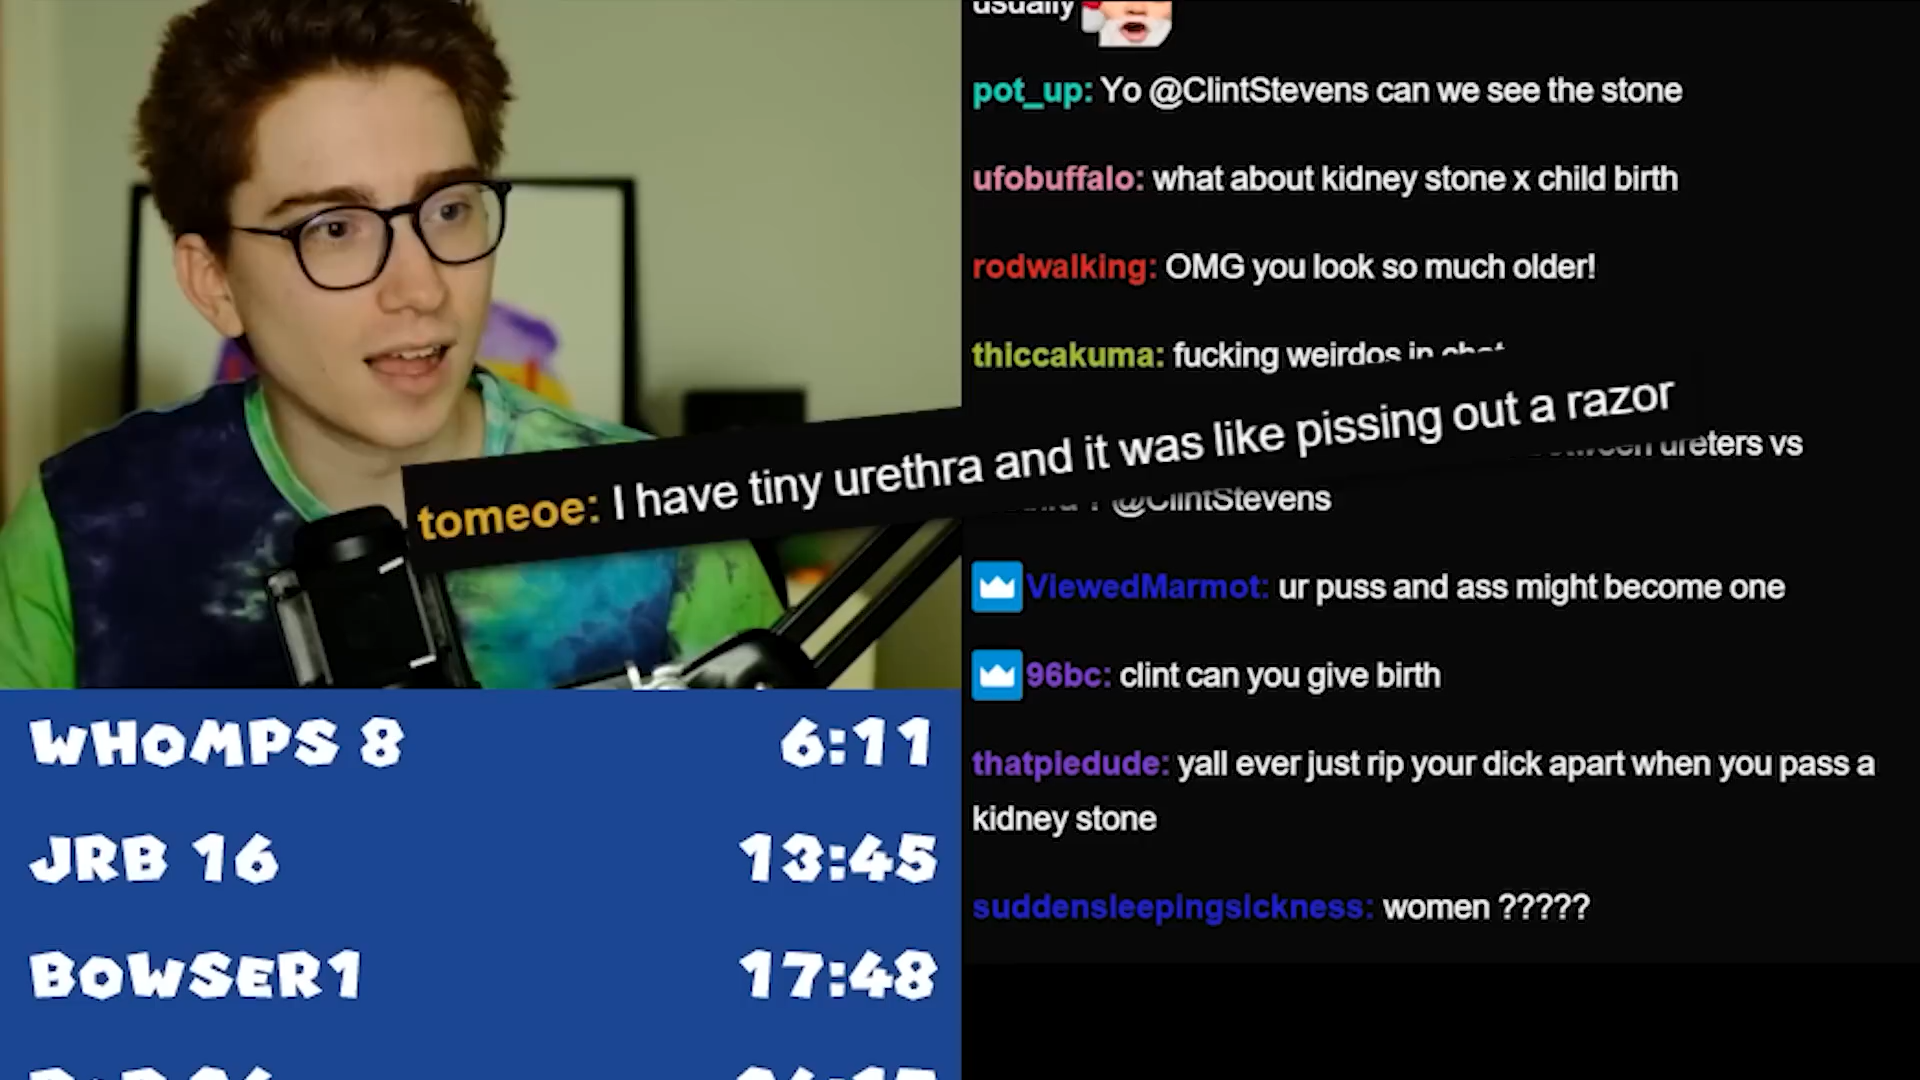 usually
pot_up: Yo @ClintStevens can we see the stone
ufobuffalo: what about kidney stone x child birth
rodwalking: OMG you look so much older!
thiccakuma: fucking weirdos in chat
tomeoe: I have tiny urethra and it was like pissing out a razor
ureters vs
@ClintStevens
ViewedMarmot: ur puss and ass might become one
96bc: clint can you give birth
thatpiedude: yall ever just rip your dick apart when you pass a
kidney stone
suddensleepingsickness: women ?????
WHOMPS 8 6:11
JRB 16 13:45
BOWSER1 17:48